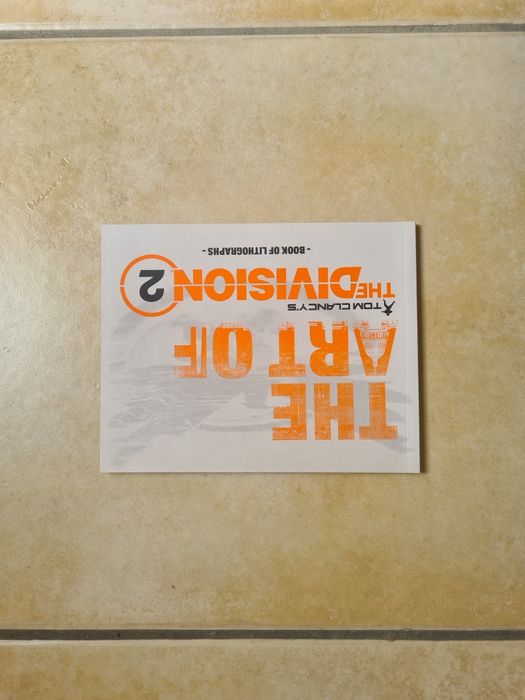 THE
ART OF
TOM CLANCY'S
THE DIVISION 2
- BOOK OF LITHOGRAPHS -